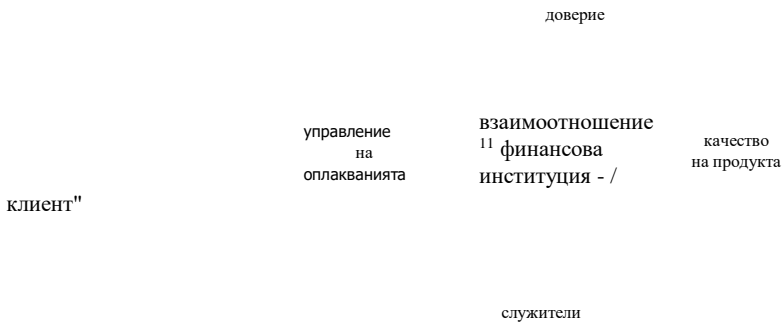 доверие
управление
на
оплакванията
взаимоотношение
11 финансова
институция - /
качество
на продукта
клиент"
служители